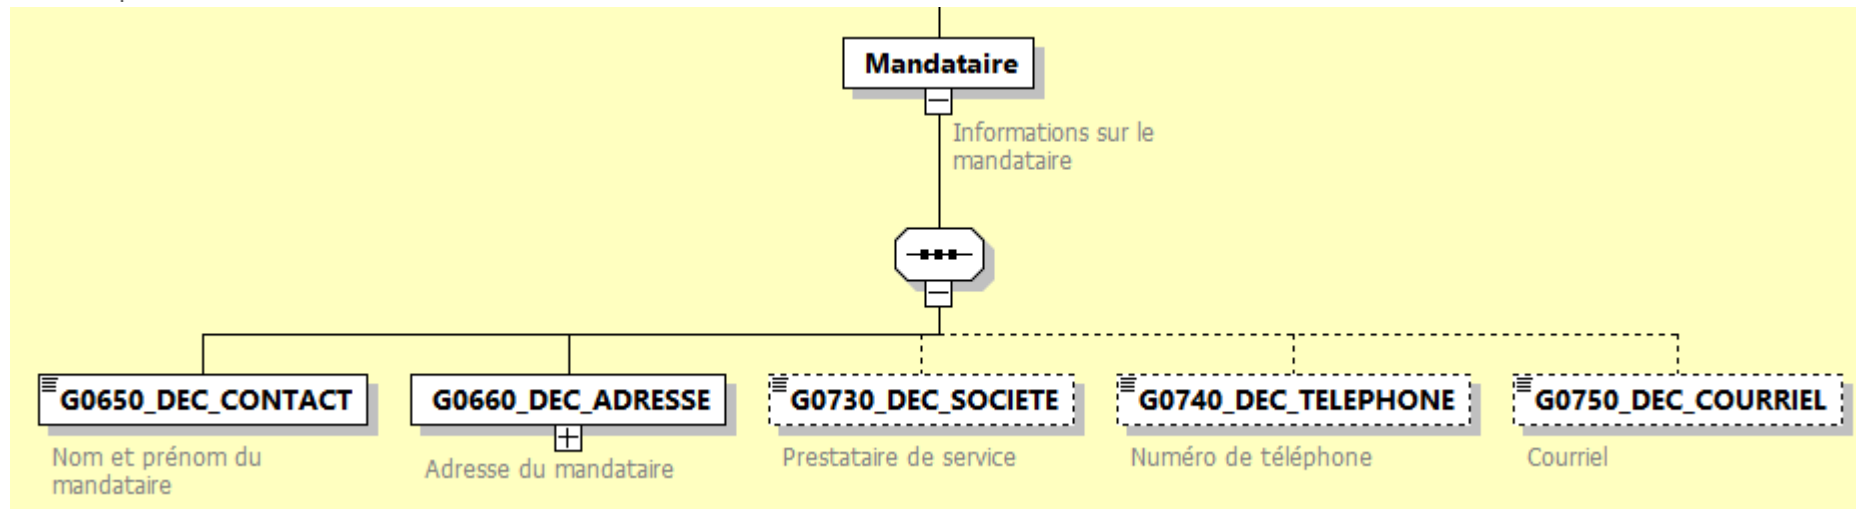 Mandataire
Informations sur le
mandataire
G0650_DEC_CONTACT
G0660_DEC_ADRESSE
G0730_DEC_SOCIETE
G0740_DEC_TELEPHONE
G0750_DEC_COURRIEL
Nom et prénom du
mandataire
Adresse du mandataire
Prestataire de service
Numéro de téléphone
Courriel